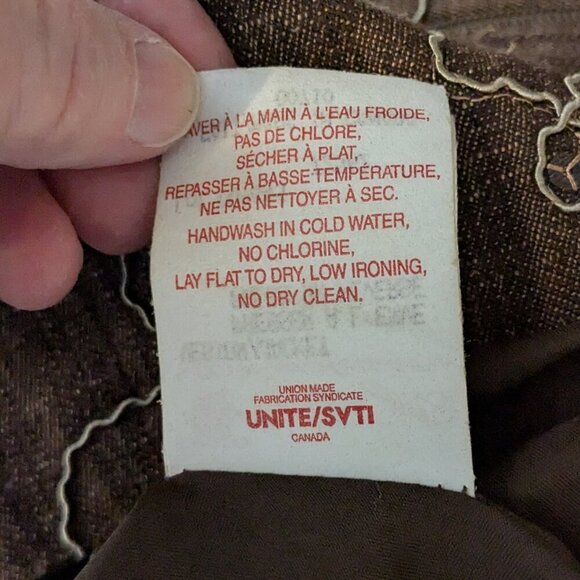 LAVER À LA MAIN À L'EAU FROIDE,
PAS DE CHLORE,
SÉCHER À PLAT,
REPASSER À BASSE TEMPÉRATURE,
NE PAS NETTOYER À SEC.
HANDWASH IN COLD WATER,
NO CHLORINE,
LAY FLAT TO DRY, LOW IRONING,
NO DRY CLEAN.
UNION MADE
FABRICATION SYNDICATE
UNITE/SVTI
CANADA